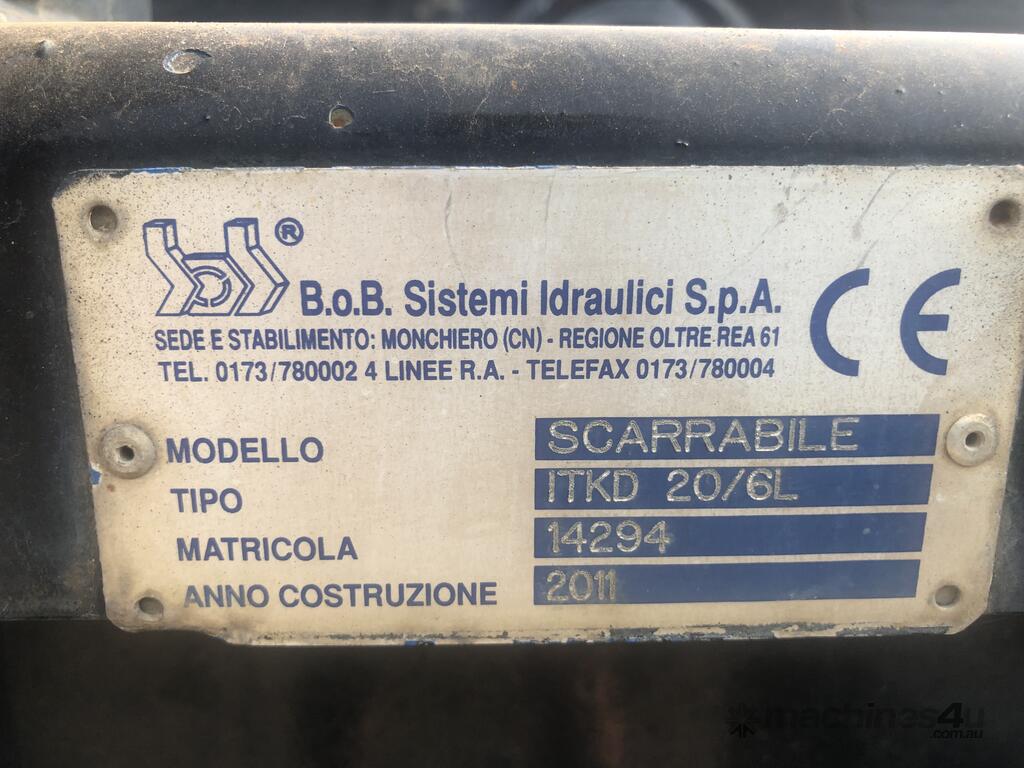 ®
B.o.B. Sistemi Idraulici S.p.A.
SEDE E STABILIMENTO: MONCHIERO (CN) - REGIONE OLTRE REA 61
TEL. 0173/780002 4 LINEE R.A. - TELEFAX 0173/780004
CE
MODELLO SCARRABILE
TIPO ITKD 20/6L
MATRICOLA 14294
ANNO COSTRUZIONE 2011
machines4u
.com.au